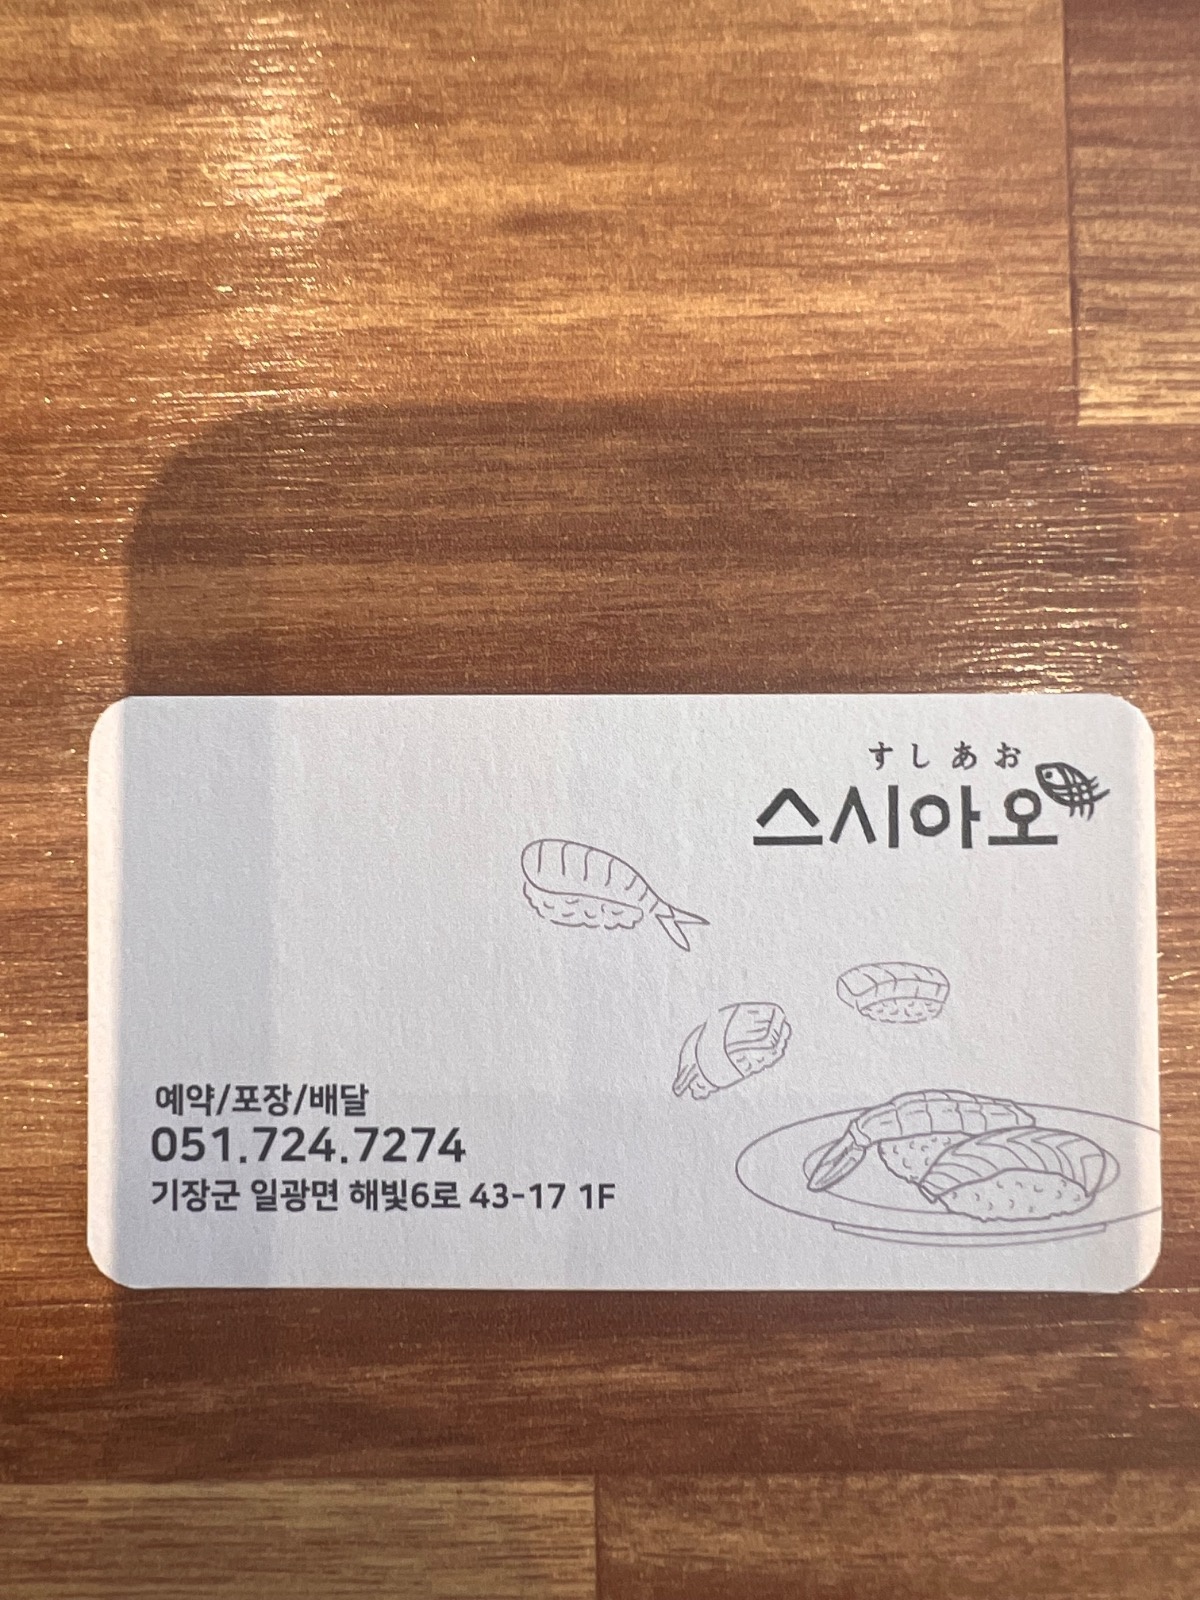 すしあお
스시아오
예약/포장/배달
051.724.7274
기장군 일광면 해빛6로 43-17 1F